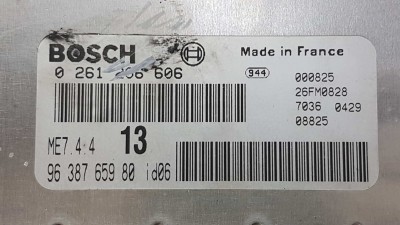 BOSCH
Made in France
0 261 606
944
000825
26FM0828
7036 0429
08825
ME7.4:4 13
96 387 659 80 id06